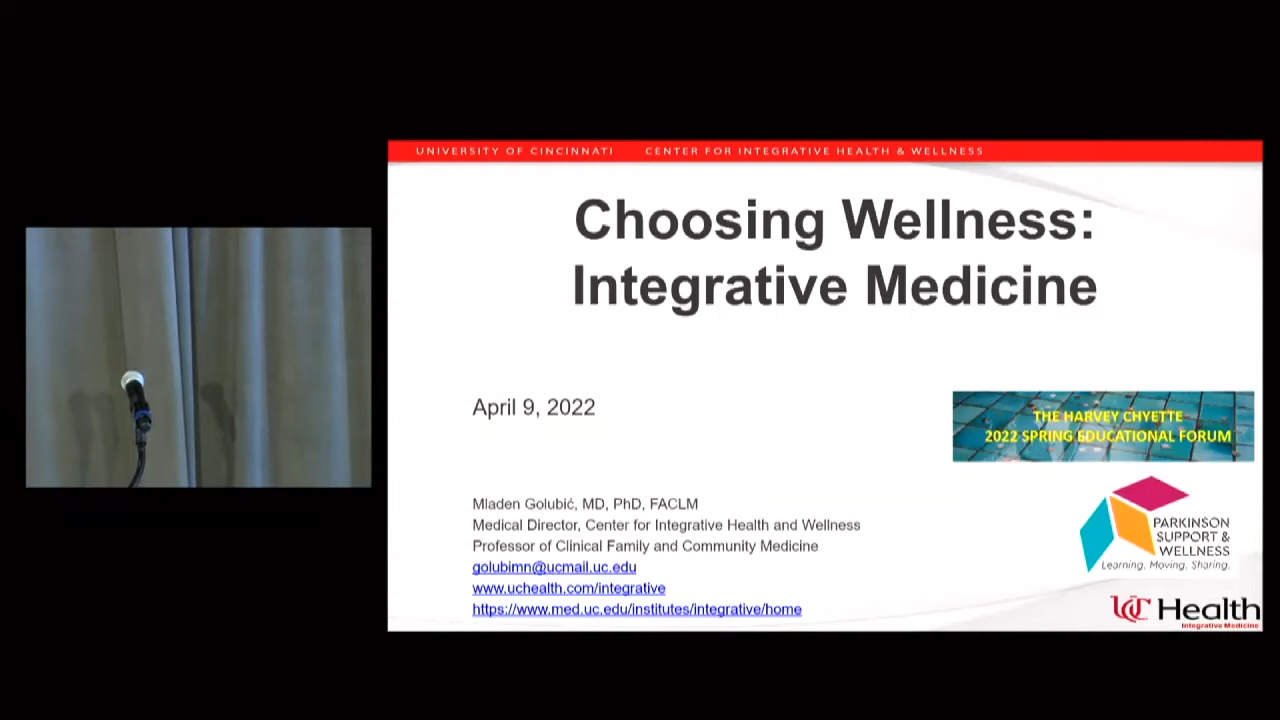 UNIVERSITY OF CINCINNATI CENTER FOR INTEGRATIVE HEALTH & WELLNESS
Choosing Wellness:
Integrative Medicine
April 9, 2022
THE HARVEY CHYETTE
2022 SPRING EDUCATIONAL FORUM
Mladen Golubić, MD, PhD, FACLM
Medical Director, Center for Integrative Health and Wellness
Professor of Clinical Family and Community Medicine
golubimn@ucmail.uc.edu
www.uchealth.com/integrative
https://www.med.uc.edu/institutes/integrative/home
PARKINSON
SUPPORT &
WELLNESS
Learning. Moving. Sharing.
UC Health
Integrative Medicine